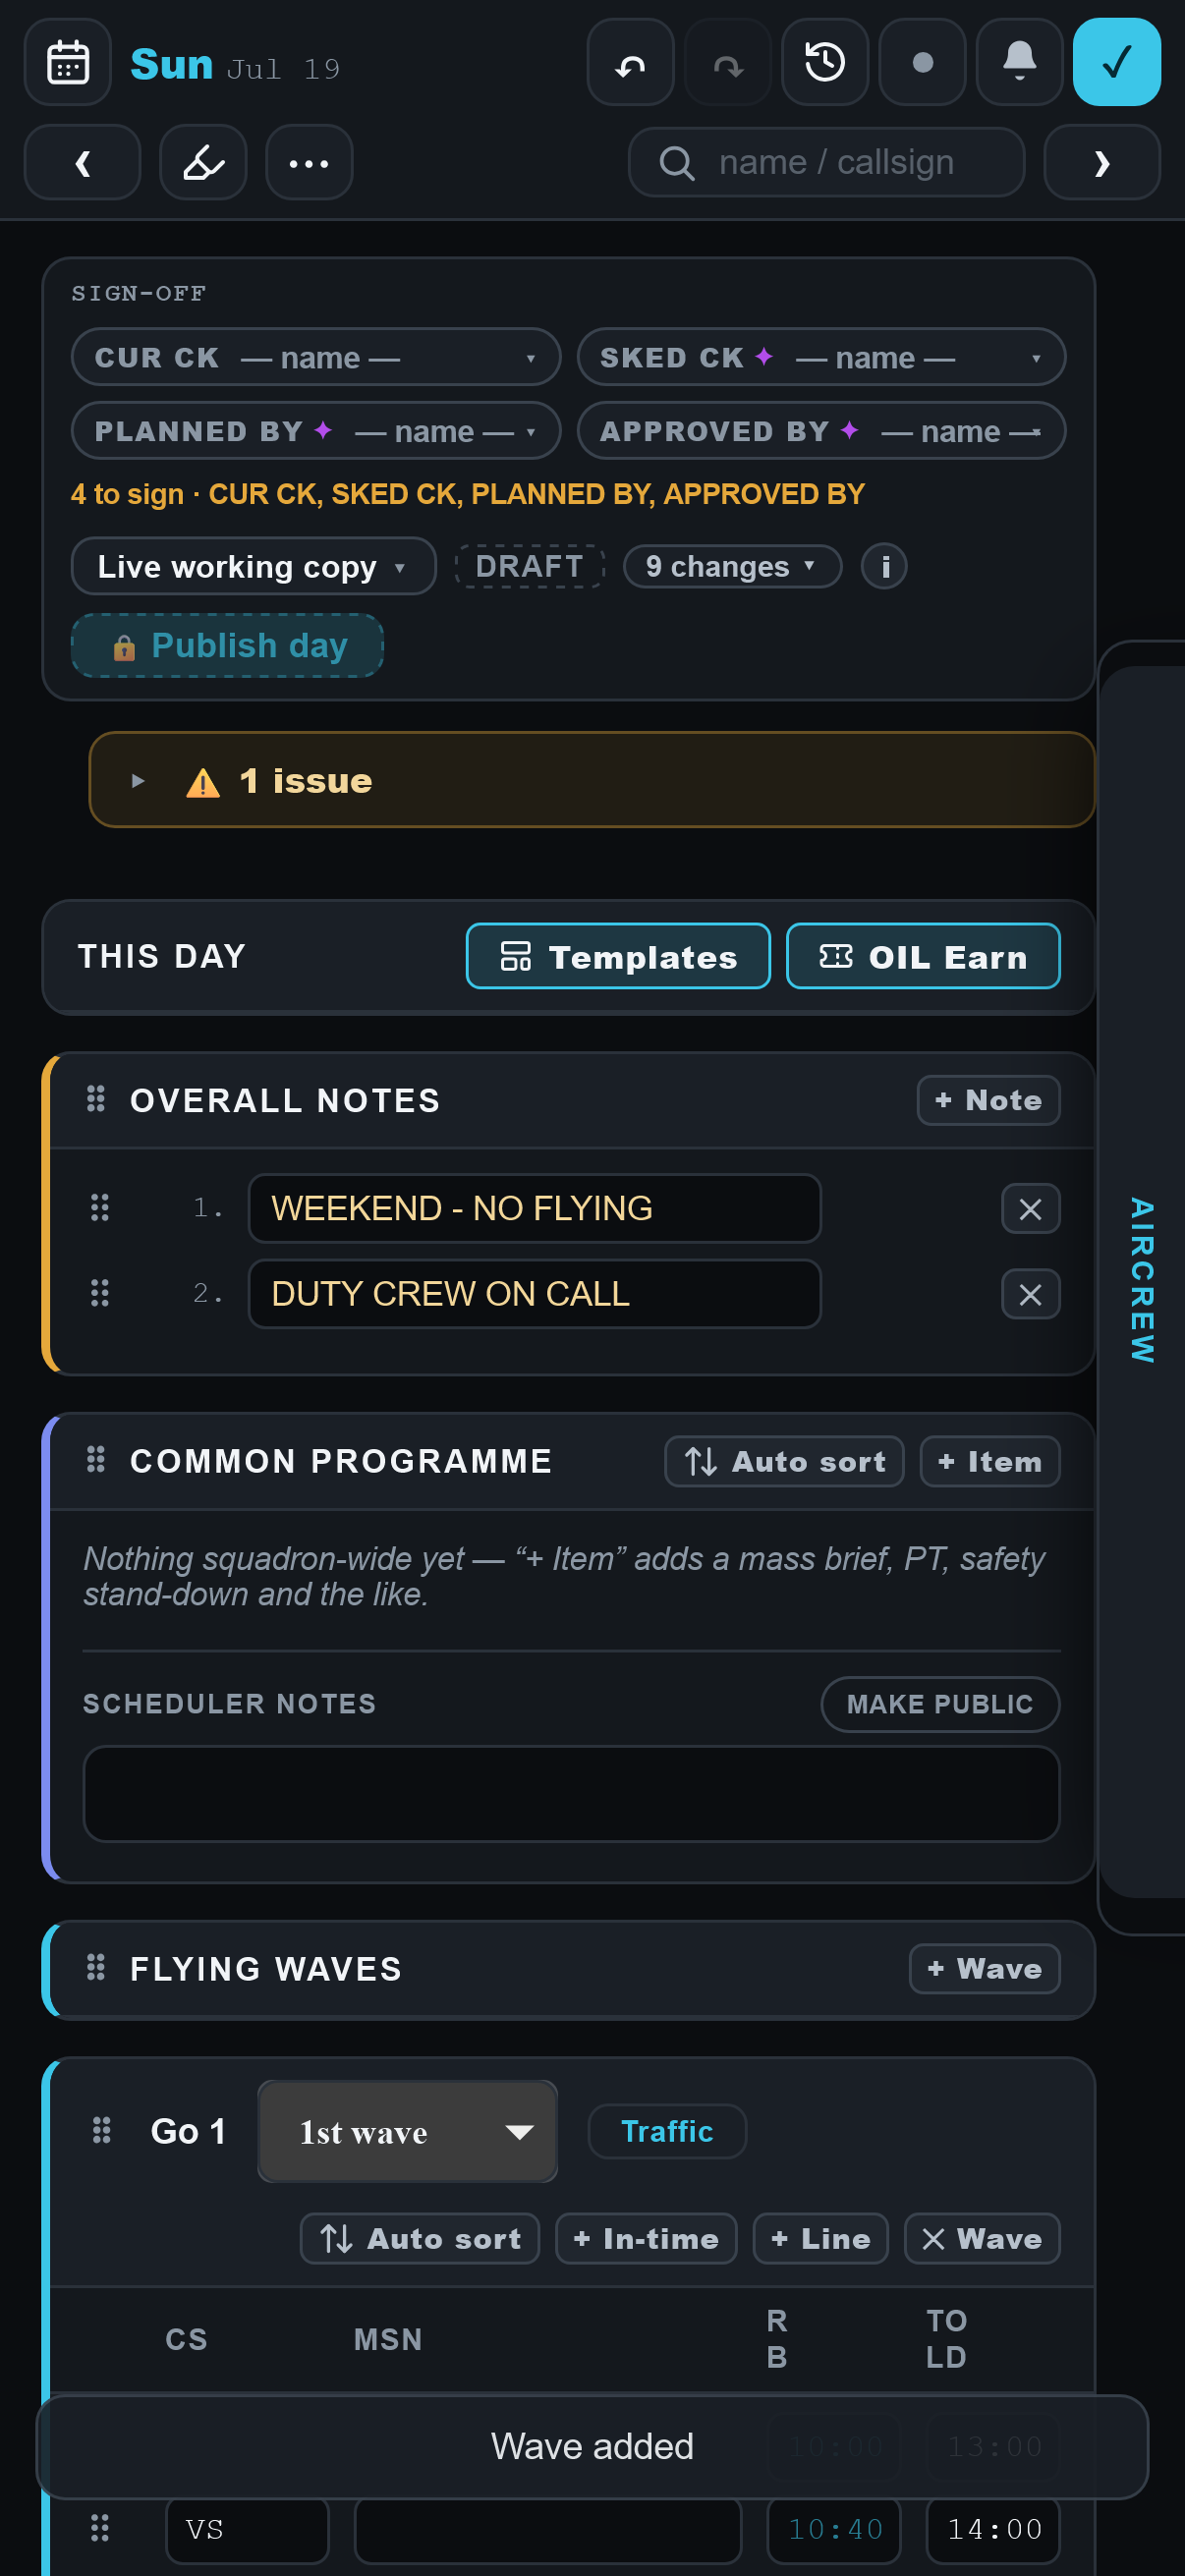 Sun Jul 19
name / callsign
SIGN-OFF
CUR CK — name —
SKED CK — name —
PLANNED BY — name —
APPROVED BY — name —
4 to sign · CUR CK, SKED CK, PLANNED BY, APPROVED BY
Live working copy DRAFT 9 changes i
Publish day
1 issue
THIS DAY Templates OIL Earn
OVERALL NOTES + Note
1. WEEKEND - NO FLYING
2. DUTY CREW ON CALL
AIRCREW
COMMON PROGRAMME Auto sort + Item
Nothing squadron-wide yet — “+ Item” adds a mass brief, PT, safety
stand-down and the like.
SCHEDULER NOTES MAKE PUBLIC
FLYING WAVES + Wave
Go 1 1st wave Traffic
Auto sort + In-time + Line × Wave
CS MSN R TO
B LD
10:00 13:00
Wave added
VS 10:40 14:00